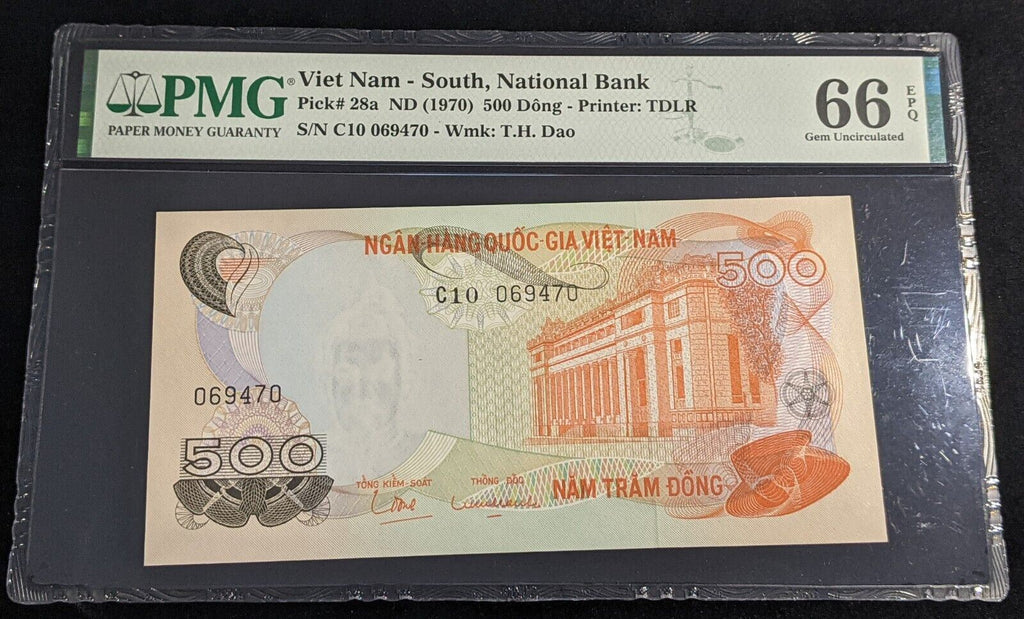 PMG®
PAPER MONEY GUARANTY
Viet Nam - South, National Bank
Pick# 28a ND (1970) 500 Dông - Printer: TDLR
S/N C10 069470 - Wmk: T.H. Dao
66
EPQ
Gem Uncirculated
NGÂN-HÀNG QUỐC-GIA VIỆT-NAM
500
C10 069470
069470
500
TỔNG KIỂM-SOÁT
THỐNG ĐỐC
NĂM TRĂM ĐỒNG